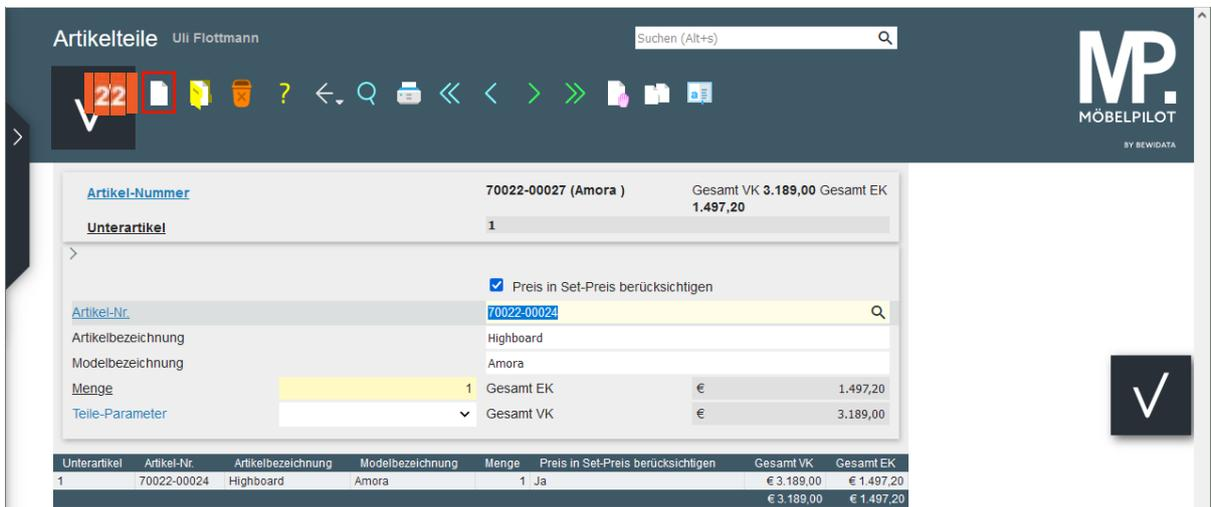 Artikelteile Uli Flottmann
Suchen (Alt+s)
22
?
MP.
MÖBELPILOT
BY BEWIDATA
Artikel-Nummer 70022-00027 (Amora ) Gesamt VK 3.189,00 Gesamt EK
1.497,20
Unterartikel 1
Preis in Set-Preis berücksichtigen
Artikel-Nr. 70022-00024
Artikelbezeichnung Highboard
Modelbezeichnung Amora
Menge 1 Gesamt EK € 1.497,20
Teile-Parameter Gesamt VK € 3.189,00
Unterartikel Artikel-Nr. Artikelbezeichnung Modelbezeichnung Menge Preis in Set-Preis berücksichtigen Gesamt VK Gesamt EK
1 70022-00024 Highboard Amora 1 Ja € 3.189,00 € 1.497,20
€ 3.189,00 € 1.497,20